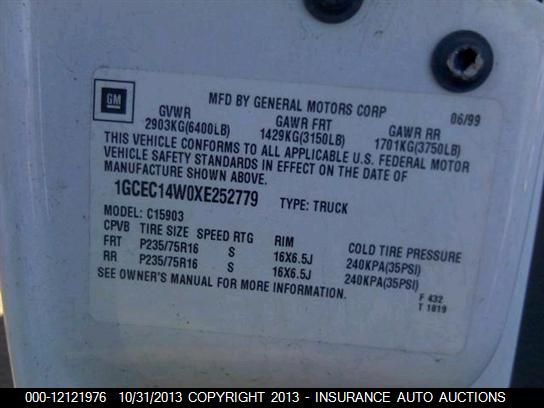 GM
MFD BY GENERAL MOTORS CORP 06/99
GVWR GAWR FRT GAWR RR
2903KG(6400LB) 1429KG(3150LB) 1701KG(3750LB)
THIS VEHICLE CONFORMS TO ALL APPLICABLE U.S. FEDERAL MOTOR
VEHICLE SAFETY STANDARDS IN EFFECT ON THE DATE OF
MANUFACTURE SHOWN ABOVE.
1GCEC14W0XE252779 TYPE: TRUCK
MODEL: C15903
CPVB TIRE SIZE SPEED RTG RIM COLD TIRE PRESSURE
FRT P235/75R16 S 16X6.5J 240KPA(35PSI)
RR P235/75R16 S 16X6.5J 240KPA(35PSI)
SEE OWNER'S MANUAL FOR MORE INFORMATION.
F 432
T 1819
000-12121976 10/31/2013 COPYRIGHT 2013 - INSURANCE AUTO AUCTIONS